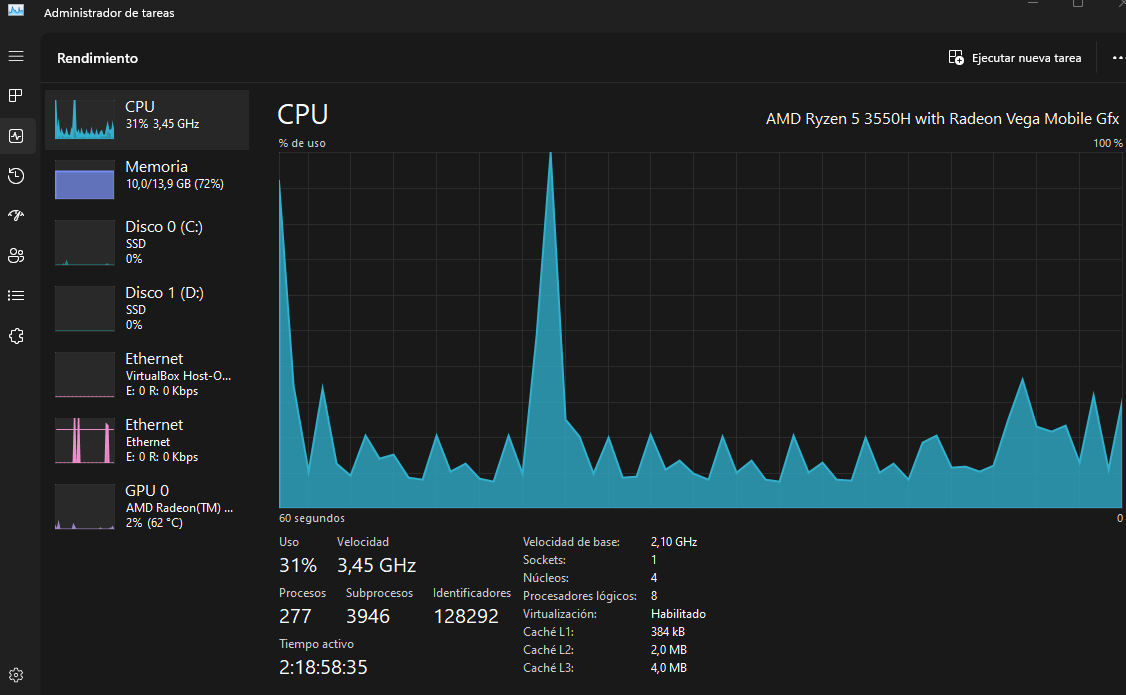 Administrador de tareas
Rendimiento
Ejecutar nueva tarea
CPU
31% 3,45 GHz
Memoria
10,0/13,9 GB (72%)
Disco 0 (C:)
SSD
0%
Disco 1 (D:)
SSD
0%
Ethernet
VirtualBox Host-O...
E: 0 R: 0 Kbps
Ethernet
Ethernet
E: 0 R: 0 Kbps
GPU 0
AMD Radeon(TM) ...
2% (62 °C)
CPU
AMD Ryzen 5 3550H with Radeon Vega Mobile Gfx
% de uso
100 %
60 segundos
0
Uso
31%
Velocidad
3,45 GHz
Procesos
277
Subprocesos
3946
Identificadores
128292
Tiempo activo
2:18:58:35
Velocidad de base: 2,10 GHz
Sockets: 1
Núcleos: 4
Procesadores lógicos: 8
Virtualización: Habilitado
Caché L1: 384 kB
Caché L2: 2,0 MB
Caché L3: 4,0 MB